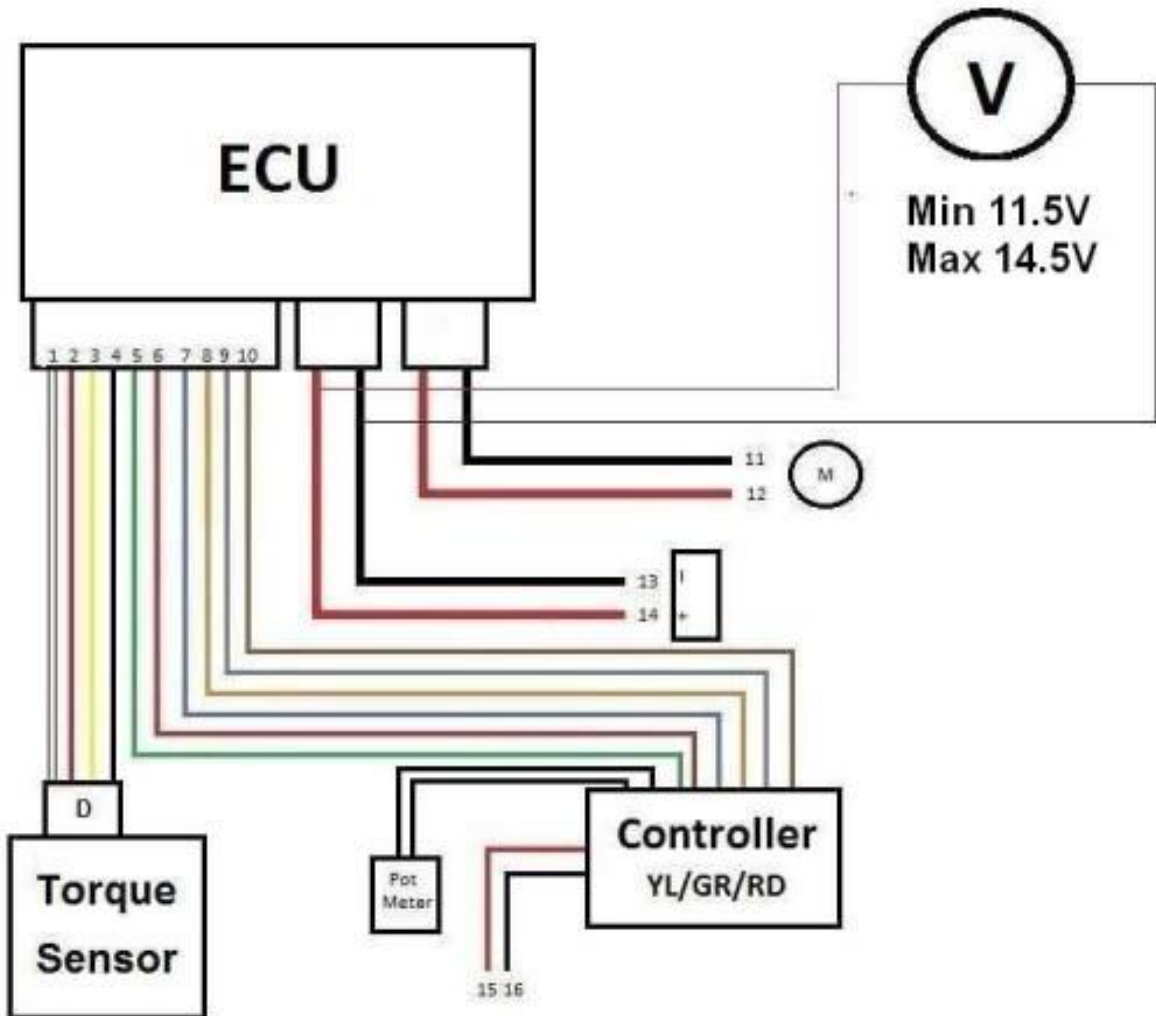 ECU
V
Min 11.5V
Max 14.5V
1 2 3 4 5 6 7 8 9 10
11
M
12
13
14 +
D
Torque
Sensor
Pot
Meter
Controller
YL/GR/RD
15 16